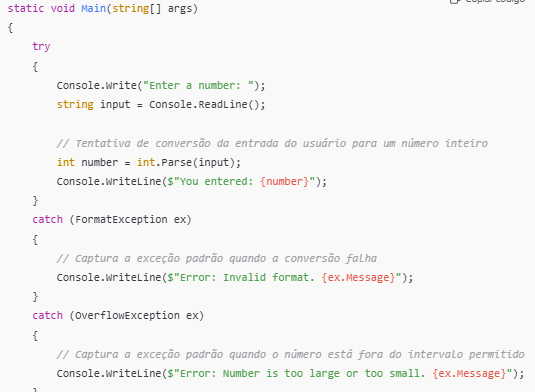 Copiar código
static void Main(string[] args)
{
    try
    {
        Console.Write("Enter a number: ");
        string input = Console.ReadLine();

        // Tentativa de conversão da entrada do usuário para um número inteiro
        int number = int.Parse(input);
        Console.WriteLine($"You entered: {number}");
    }
    catch (FormatException ex)
    {
        // Captura a exceção padrão quando a conversão falha
        Console.WriteLine($"Error: Invalid format. {ex.Message}");
    }
    catch (OverflowException ex)
    {
        // Captura a exceção padrão quando o número está fora do intervalo permitido
        Console.WriteLine($"Error: Number is too large or too small. {ex.Message}");
    }